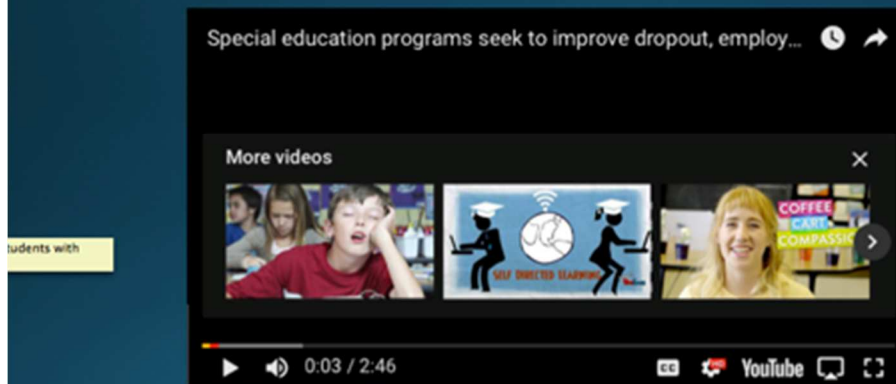 Special education programs seek to improve dropout, employ...
More videos
COFFEE
CART
COMPASSIO
SELF DIRECTED LEARNING
tudents with
0:03 / 2:46
CC
HD
YouTube